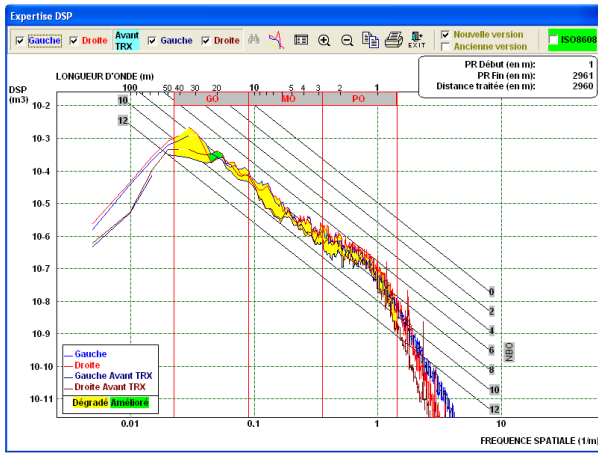 Expertise DSP
Gauche Droite Avant TRX Gauche Droite EXIT Nouvelle version Ancienne version ISO8608
PR Début (en m): 1
PR Fin (en m): 2961
Distance traitée (en m): 2960
LONGUEUR D'ONDE (m)
DSP (m3)
100 50 40 30 20 10 5 4 3 2 1
GO MO PO
10
12
10-2
10-3
10-4
10-5
10-6
10-7
10-8
10-9
10-10
10-11
0
2
4
6
8
10
12
NBO
Gauche
Droite
Gauche Avant TRX
Droite Avant TRX
Dégradé Amélioré
0.01 0.1 1 10
FREQUENCE SPATIALE (1/m)